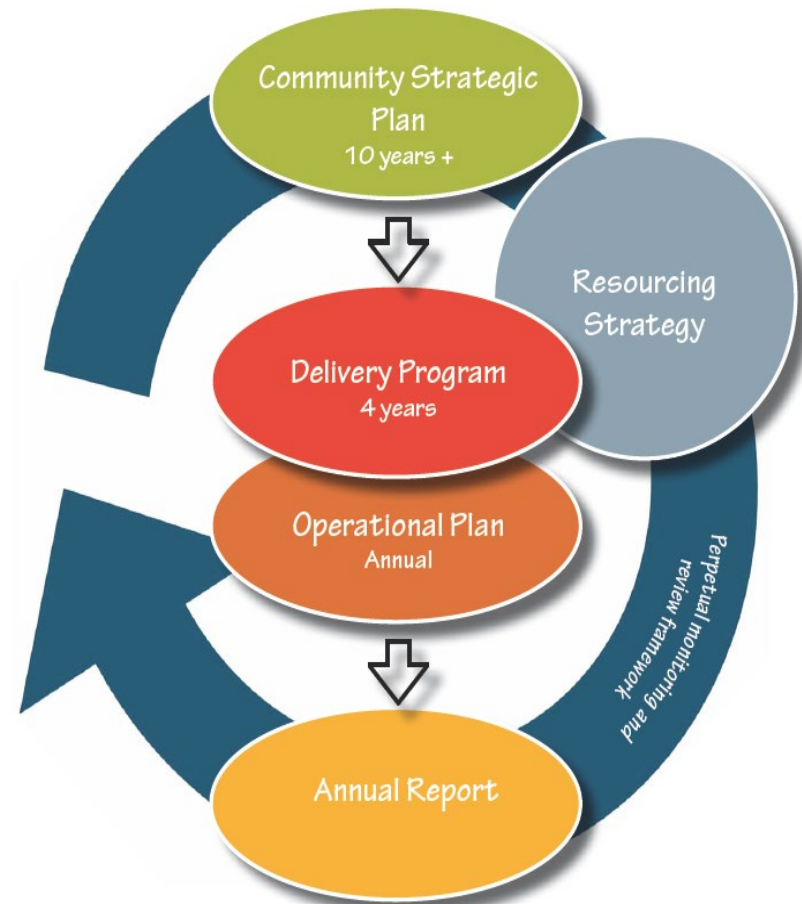 Community Strategic
Plan
10 years +
Resourcing
Strategy
Delivery Program
4 years
Operational Plan
Annual
Perpetual monitoring and
review framework
Annual Report